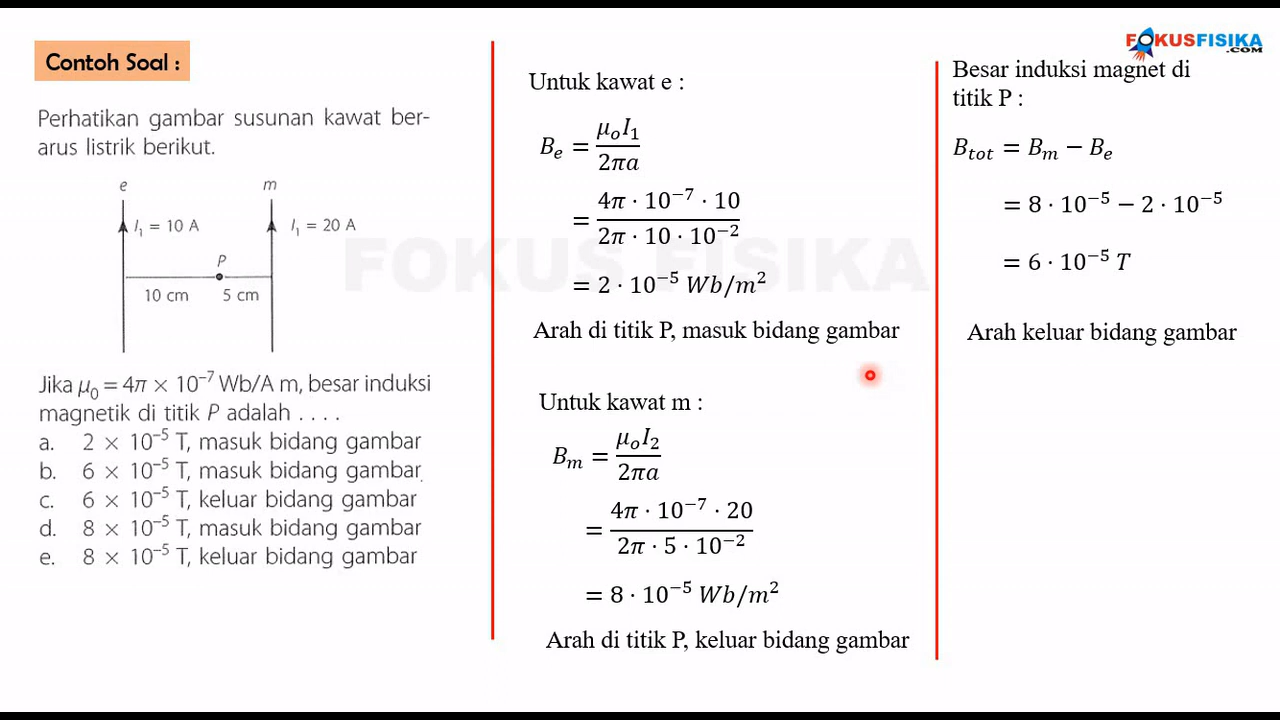 Contoh Soal :
Perhatikan gambar susunan kawat ber-
arus listrik berikut.
e
m
I₁ = 10 A
I₁ = 20 A
P
10 cm
5 cm
Jika μ₀ = 4π × 10⁻⁷ Wb/A m, besar induksi
magnetik di titik P adalah . . . .
a. 2 × 10⁻⁵ T, masuk bidang gambar
b. 6 × 10⁻⁵ T, masuk bidang gambar
c. 6 × 10⁻⁵ T, keluar bidang gambar
d. 8 × 10⁻⁵ T, masuk bidang gambar
e. 8 × 10⁻⁵ T, keluar bidang gambar
FOKUS FISIKA
Untuk kawat e :
Bₑ = μₒI₁ / 2πa
= 4π · 10⁻⁷ · 10 / 2π · 10 · 10⁻²
= 2 · 10⁻⁵ Wb/m²
Arah di titik P, masuk bidang gambar
Untuk kawat m :
Bₘ = μₒI₂ / 2πa
= 4π · 10⁻⁷ · 20 / 2π · 5 · 10⁻²
= 8 · 10⁻⁵ Wb/m²
Arah di titik P, keluar bidang gambar
FOKUSFISIKA
.COM
Besar induksi magnet di
titik P :
Bₜₒₜ = Bₘ − Bₑ
= 8 · 10⁻⁵ − 2 · 10⁻⁵
= 6 · 10⁻⁵ T
Arah keluar bidang gambar